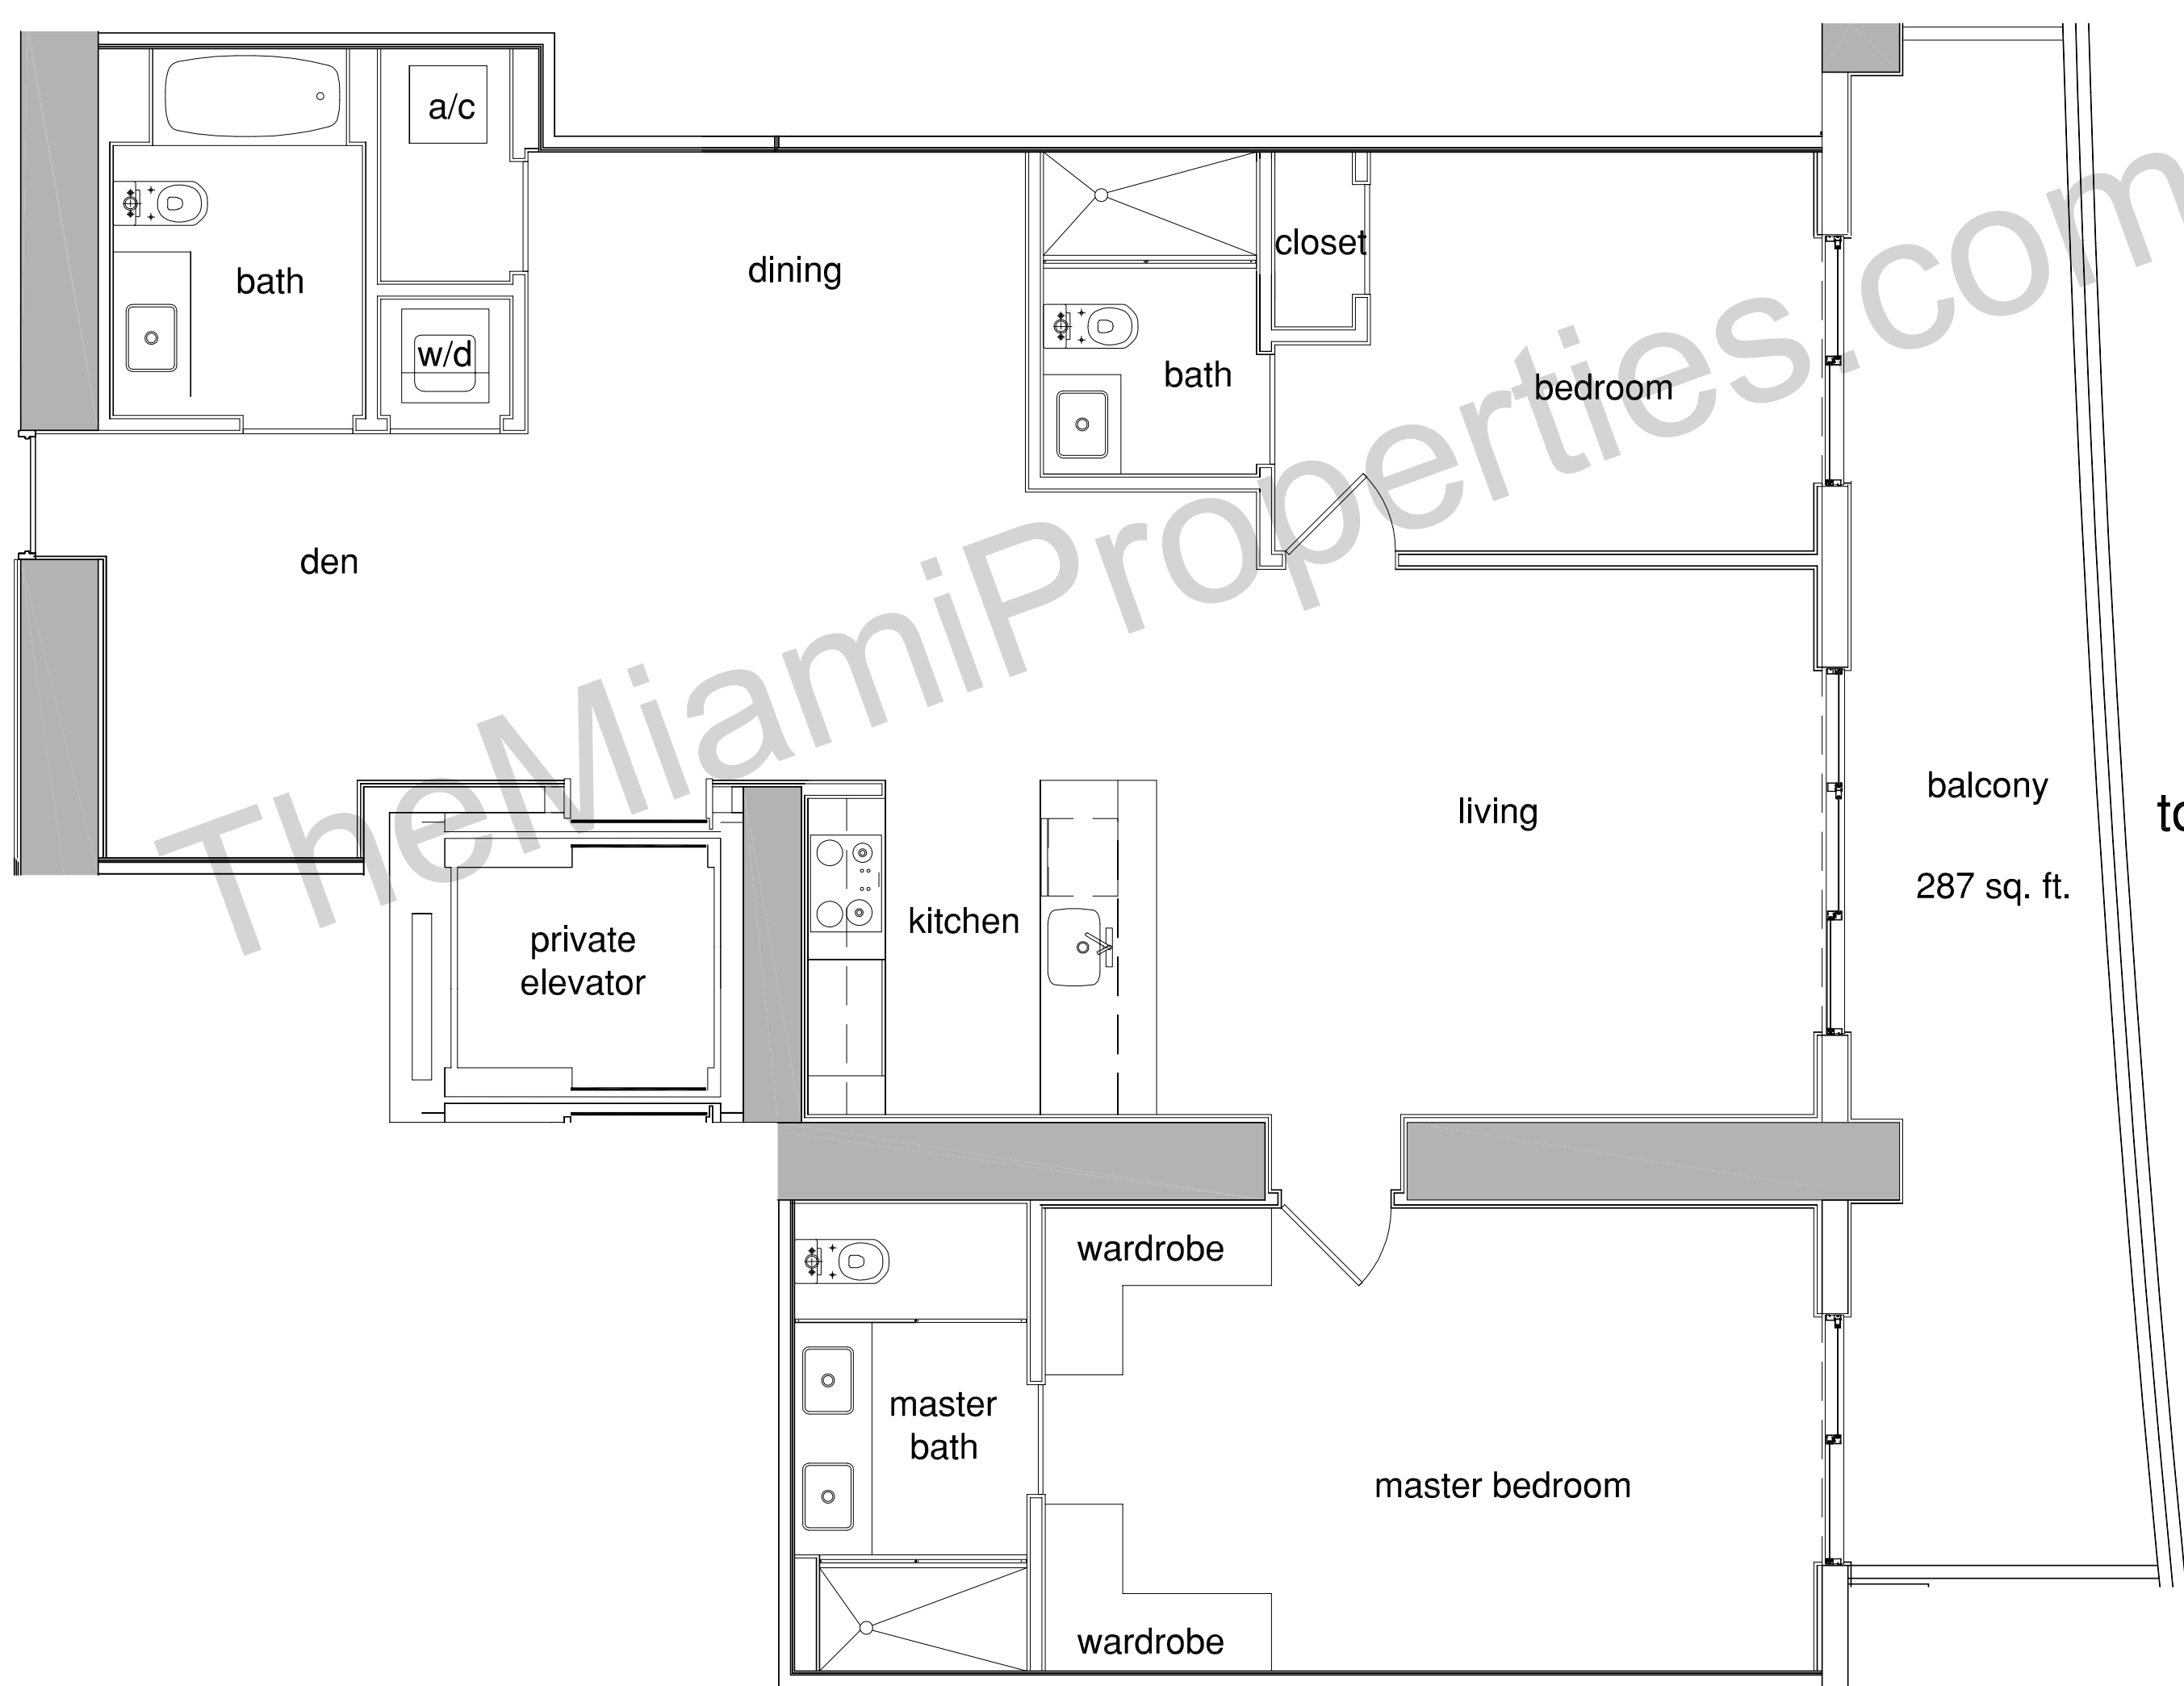 a/c
closet
dining
bath
w/d
bath
bedroom
den
TheMiamiProperties.com
living
balcony
287 sq. ft.
kitchen
private
elevator
wardrobe
master
bath
master bedroom
wardrobe